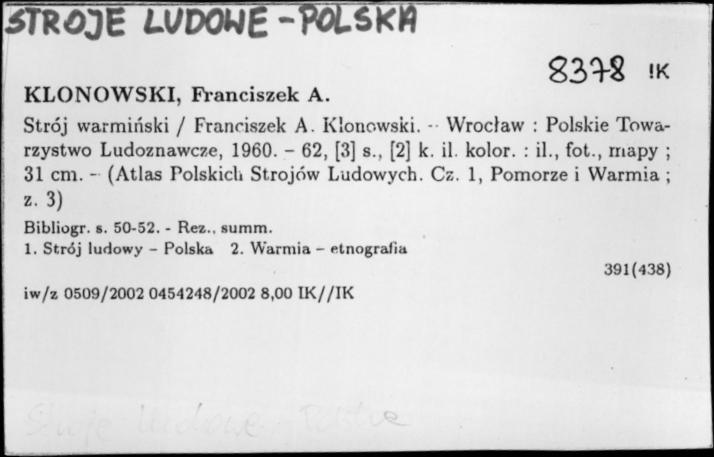 STROJE LUDOWE - POLSKA
8378 !K
KLONOWSKI, Franciszek A.
Strój warmiński / Franciszek A. Klonowski. -- Wrocław : Polskie Towa-
rzystwo Ludoznawcze, 1960. – 62, [3] s., [2] k. il. kolor. : il., fot., mapy ;
31 cm. – (Atlas Polskich Strojów Ludowych. Cz. 1, Pomorze i Warmia ;
z. 3)
Bibliogr. s. 50-52. - Rez., summ.
1. Strój ludowy – Polska 2. Warmia – etnografia
391(438)
iw/z 0509/2002 0454248/2002 8,00 IK//IK
Stroje ludowe - Polskie